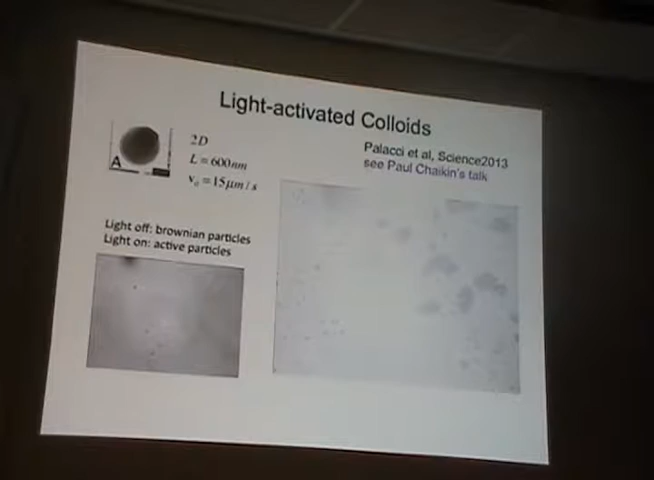 Light-activated Colloids
A
2D
L = 600nm
v₀ = 15μm/s
Palacci et al, Science2013
see Paul Chaikin's talk
Light off: brownian particles
Light on: active particles